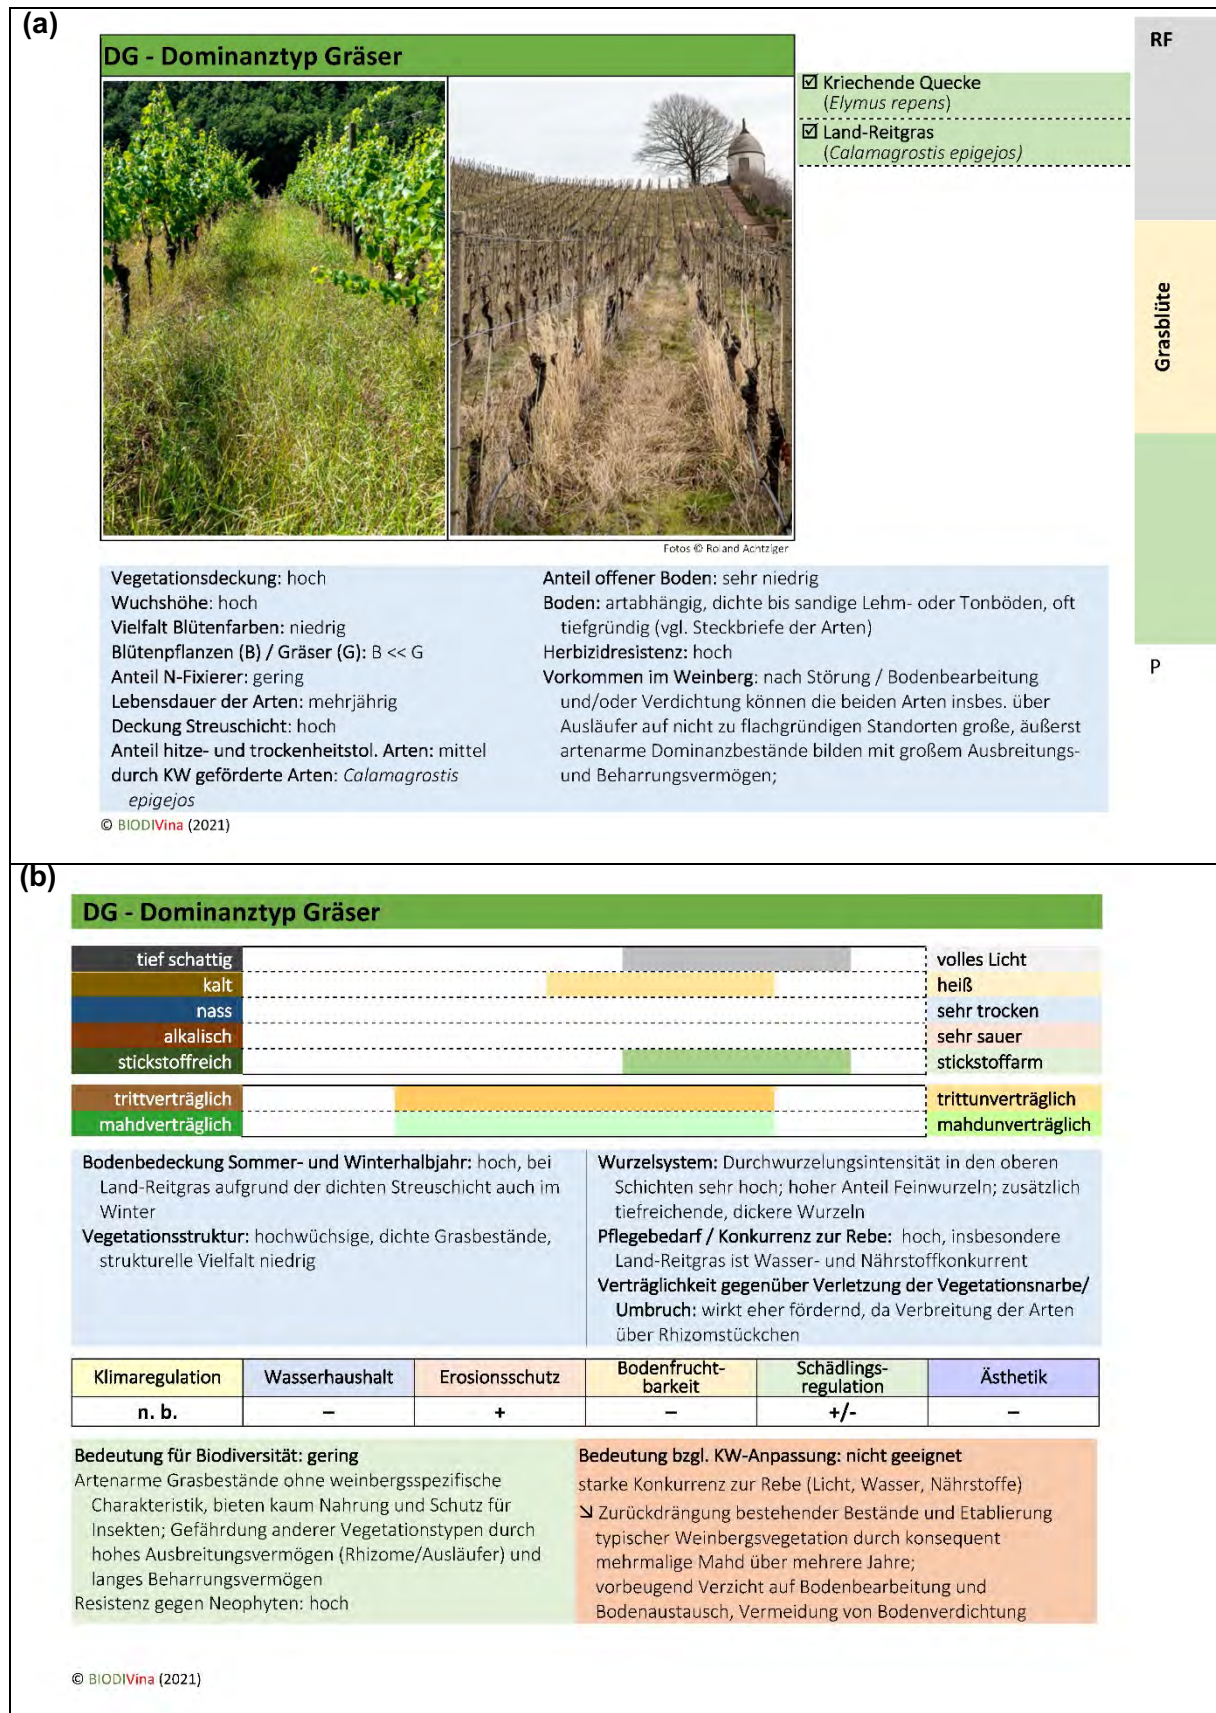 (a)
DG - Dominanztyp Gräser
☑ Kriechende Quecke
(Elymus repens)
☑ Land-Reitgras
(Calamagrostis epigejos)
RF
Grasblüte
P
Fotos © Roland Achtziger
Vegetationsdeckung: hoch
Wuchshöhe: hoch
Vielfalt Blütenfarben: niedrig
Blütenpflanzen (B) / Gräser (G): B << G
Anteil N-Fixierer: gering
Lebensdauer der Arten: mehrjährig
Deckung Streuschicht: hoch
Anteil hitze- und trockenheitstol. Arten: mittel
durch KW geförderte Arten: Calamagrostis
epigejos
Anteil offener Boden: sehr niedrig
Boden: artabhängig, dichte bis sandige Lehm- oder Tonböden, oft
tiefgründig (vgl. Steckbriefe der Arten)
Herbizidresistenz: hoch
Vorkommen im Weinberg: nach Störung / Bodenbearbeitung
und/oder Verdichtung können die beiden Arten insbes. über
Ausläufer auf nicht zu flachgründigen Standorten große, äußerst
artenarme Dominanzbestände bilden mit großem Ausbreitungs-
und Beharrungsvermögen;
© BIODIVina (2021)
(b)
DG - Dominanztyp Gräser
tief schattig volles Licht
kalt heiß
nass sehr trocken
alkalisch sehr sauer
stickstoffreich stickstoffarm
trittverträglich trittunverträglich
mahdverträglich mahdunverträglich
Bodenbedeckung Sommer- und Winterhalbjahr: hoch, bei
Land-Reitgras aufgrund der dichten Streuschicht auch im
Winter
Vegetationsstruktur: hochwüchsige, dichte Grasbestände,
strukturelle Vielfalt niedrig
Wurzelsystem: Durchwurzelungsintensität in den oberen
Schichten sehr hoch; hoher Anteil Feinwurzeln; zusätzlich
tiefreichende, dickere Wurzeln
Pflegebedarf / Konkurrenz zur Rebe: hoch, insbesondere
Land-Reitgras ist Wasser- und Nährstoffkonkurrent
Verträglichkeit gegenüber Verletzung der Vegetationsnarbe/
Umbruch: wirkt eher fördernd, da Verbreitung der Arten
über Rhizomstückchen
Klimaregulation Wasserhaushalt Erosionsschutz Bodenfrucht-barkeit Schädlings-regulation Ästhetik
n. b. – + – +/- –
Bedeutung für Biodiversität: gering
Artenarme Grasbestände ohne weinbergsspezifische
Charakteristik, bieten kaum Nahrung und Schutz für
Insekten; Gefährdung anderer Vegetationstypen durch
hohes Ausbreitungsvermögen (Rhizome/Ausläufer) und
langes Beharrungsvermögen
Resistenz gegen Neophyten: hoch
Bedeutung bzgl. KW-Anpassung: nicht geeignet
starke Konkurrenz zur Rebe (Licht, Wasser, Nährstoffe)
↘ Zurückdrängung bestehender Bestände und Etablierung
typischer Weinbergsvegetation durch konsequent
mehrmalige Mahd über mehrere Jahre;
vorbeugend Verzicht auf Bodenbearbeitung und
Bodenaustausch, Vermeidung von Bodenverdichtung
© BIODIVina (2021)